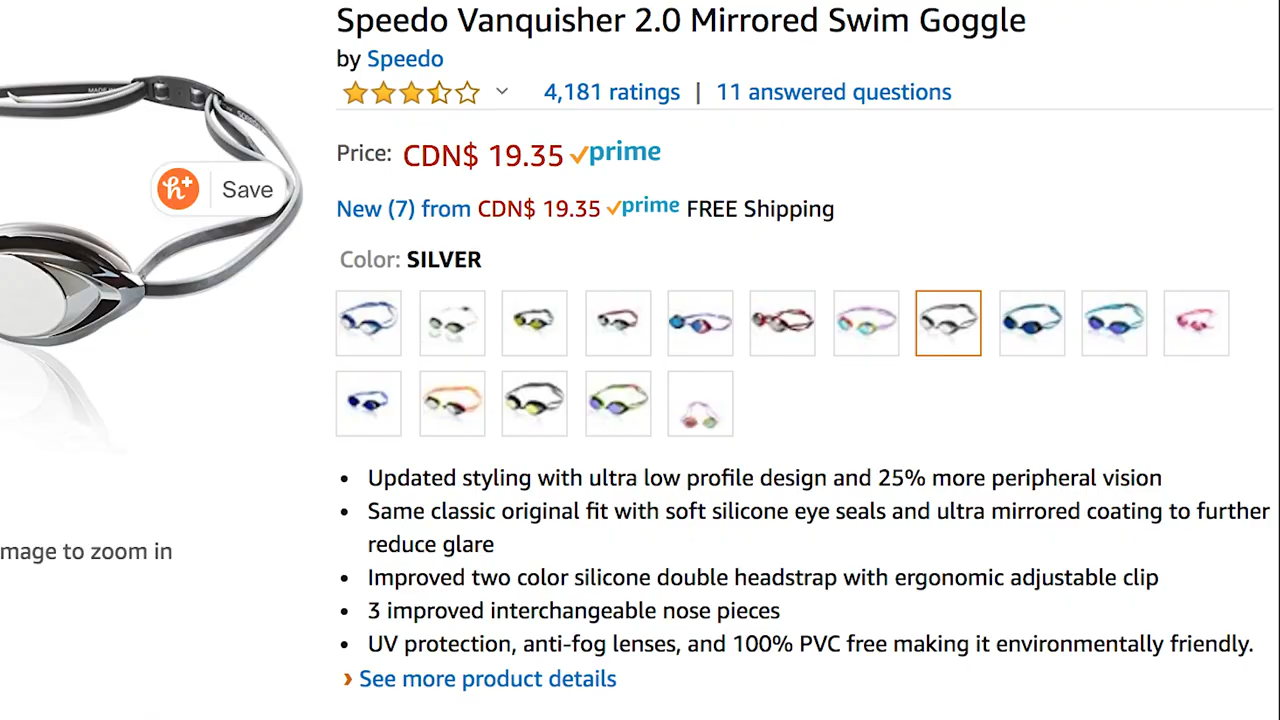 Speedo Vanquisher 2.0 Mirrored Swim Goggle
by Speedo
4,181 ratings | 11 answered questions
Price: CDN$ 19.35 prime
Save
New (7) from CDN$ 19.35 prime FREE Shipping
Color: SILVER
• Updated styling with ultra low profile design and 25% more peripheral vision
• Same classic original fit with soft silicone eye seals and ultra mirrored coating to further
reduce glare
mage to zoom in
• Improved two color silicone double headstrap with ergonomic adjustable clip
• 3 improved interchangeable nose pieces
• UV protection, anti-fog lenses, and 100% PVC free making it environmentally friendly.
› See more product details